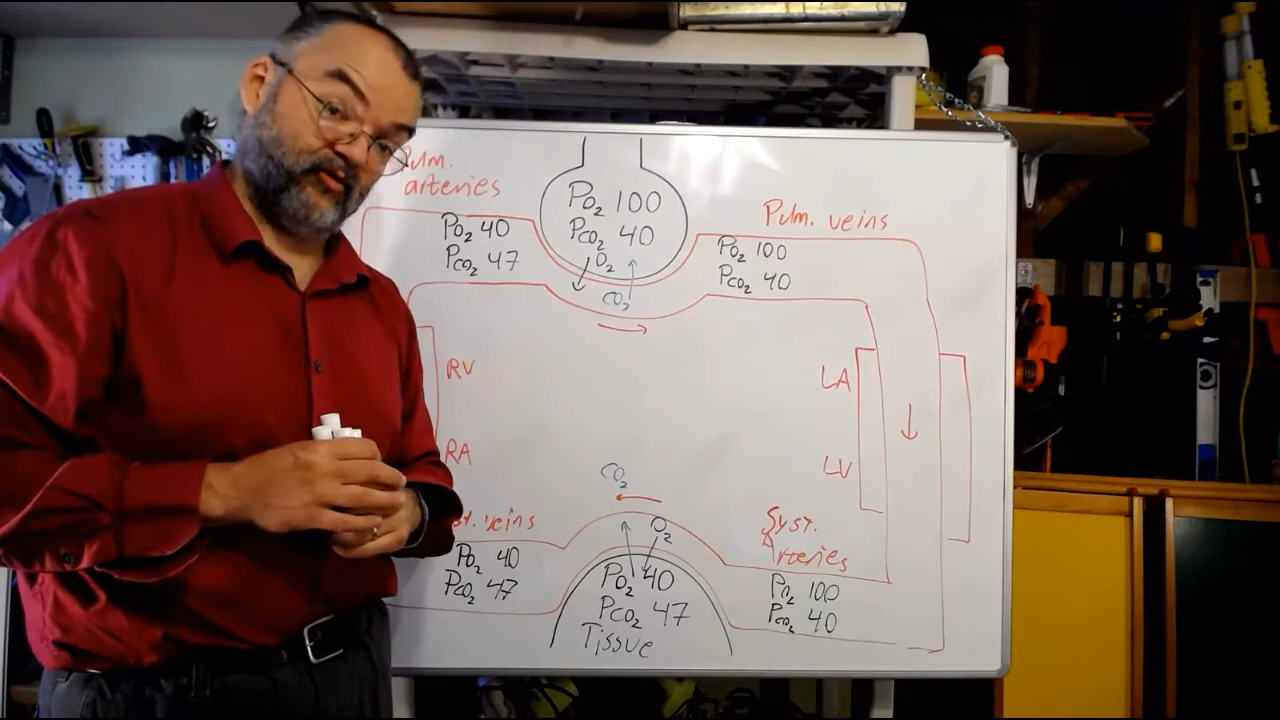 Pulm.
arteries
PO2 40
PCO2 47
PO2 100
PCO2 40
O2
CO2
Pulm. veins
PO2 100
PCO2 40
RV
RA
LA
LV
CO2
O2
veins
PO2 40
PCO2 47
PO2 40
PCO2 47
Tissue
Syst.
Arteries
PO2 100
PCO2 40